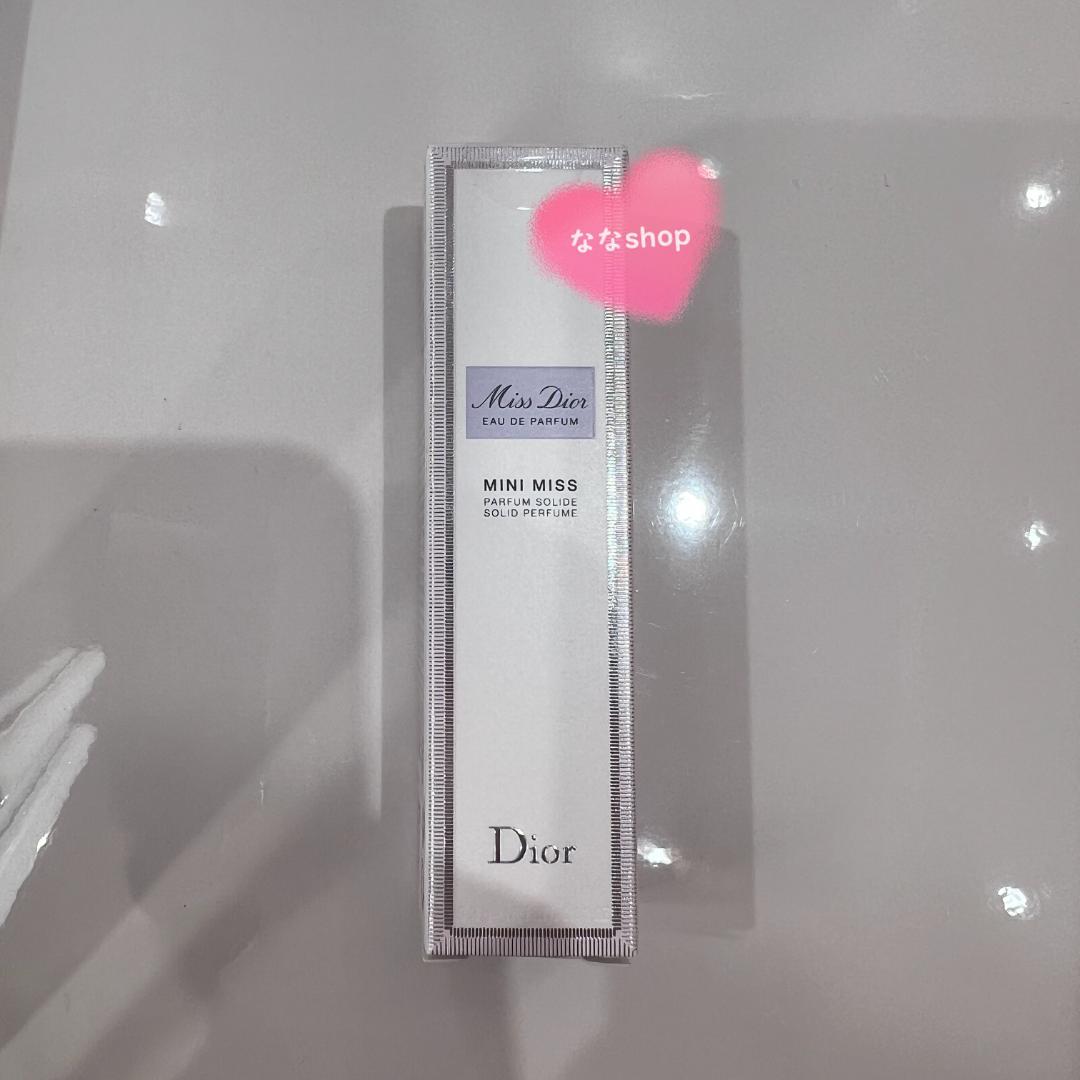 ななshop
Miss Dior
EAU DE PARFUM
MINI MISS
PARFUM SOLIDE
SOLID PERFUME
Dior